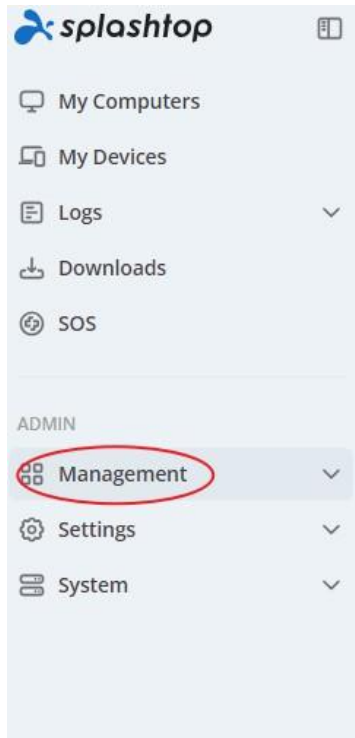 splashtop
My Computers
My Devices
Logs
Downloads
SOS
ADMIN
Management
Settings
System